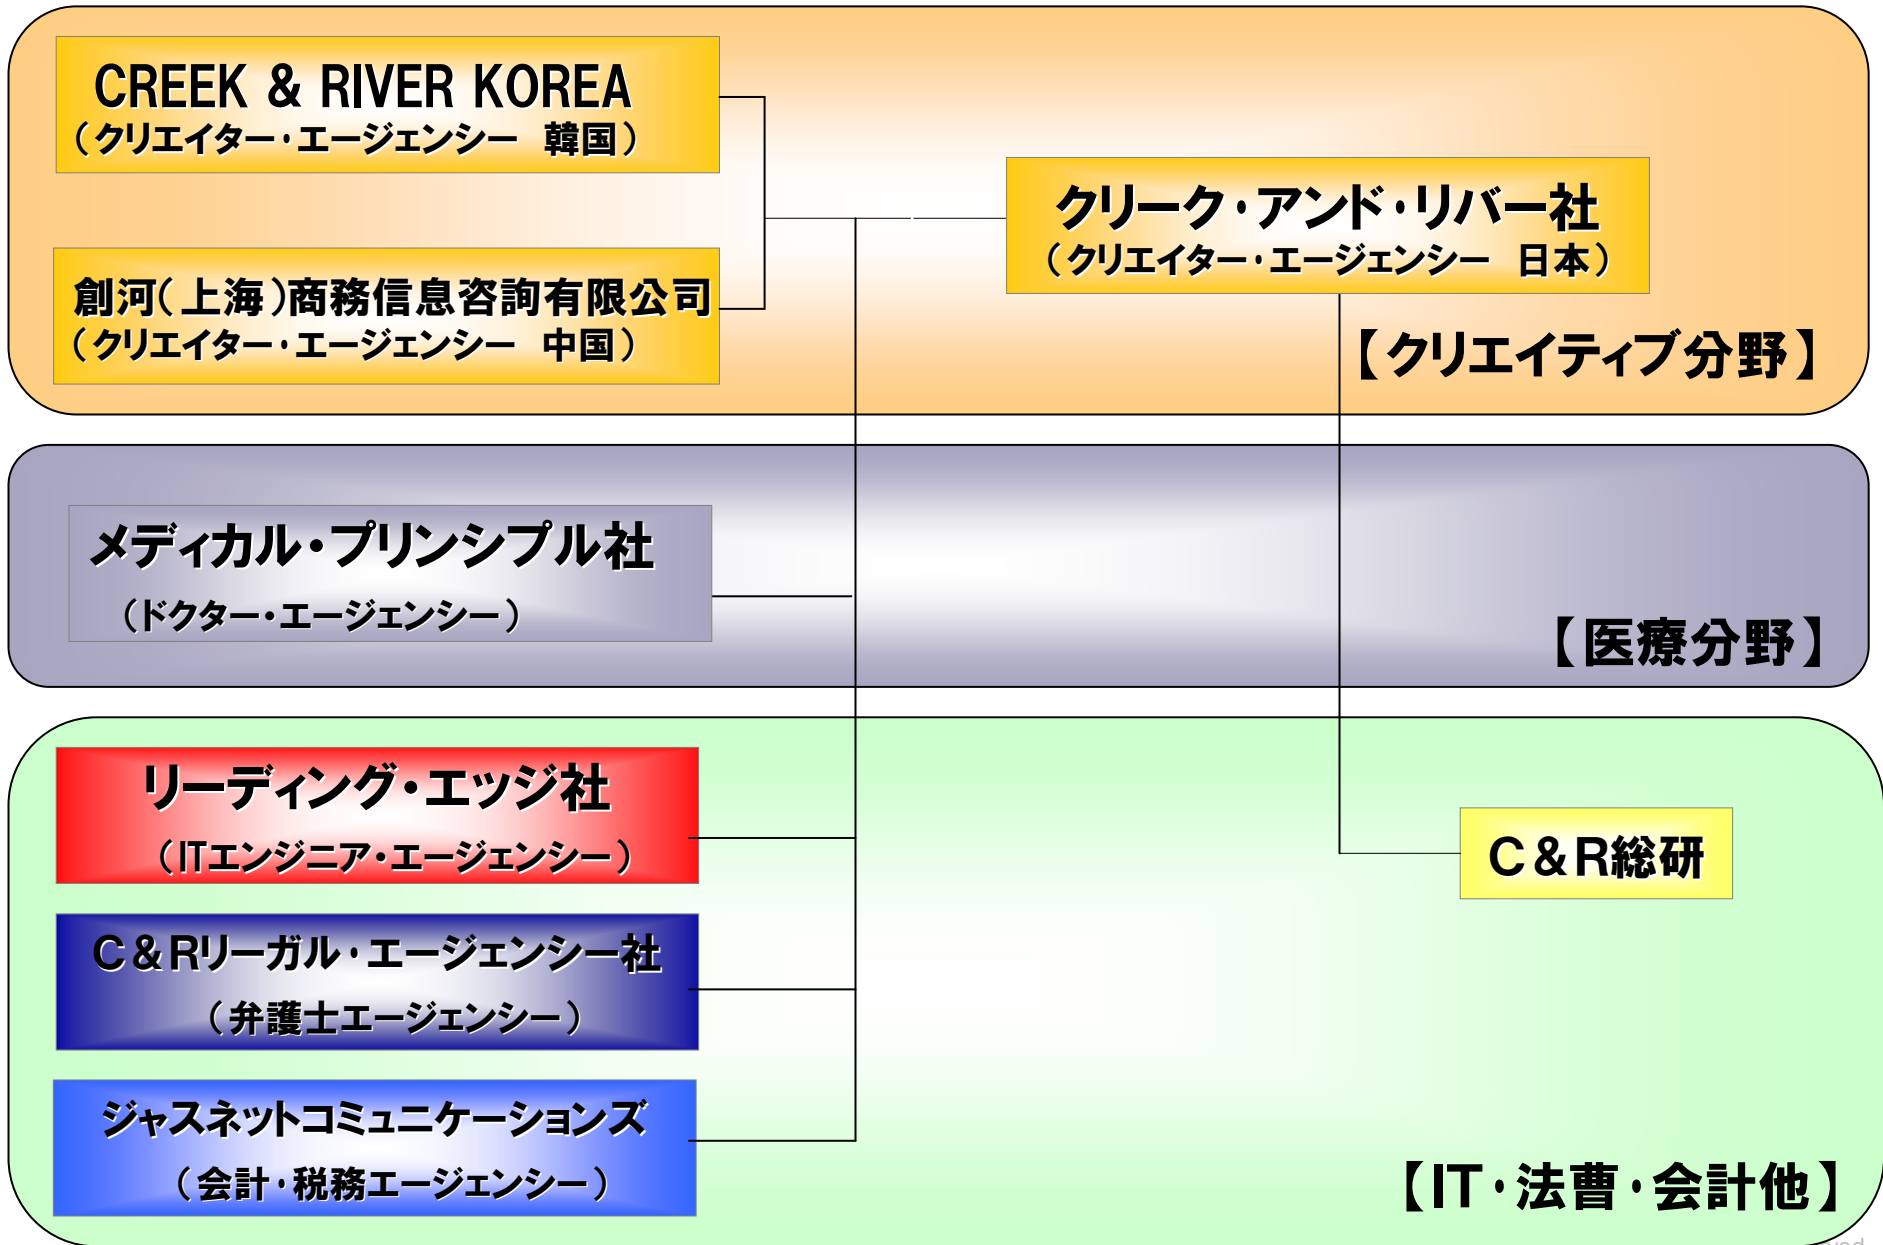 CREEK & RIVER KOREA
（クリエイター・エージェンシー　韓国）
クリーク・アンド・リバー社
（クリエイター・エージェンシー　日本）
創河（上海）商務信息咨詢有限公司
（クリエイター・エージェンシー　中国）
【クリエイティブ分野】
メディカル・プリンシプル社
（ドクター・エージェンシー）
【医療分野】
リーディング・エッジ社
（ITエンジニア・エージェンシー）
C＆R総研
C＆Rリーガル・エージェンシー社
（弁護士エージェンシー）
ジャスネットコミュニケーションズ
（会計・税務エージェンシー）
【IT・法曹・会計他】